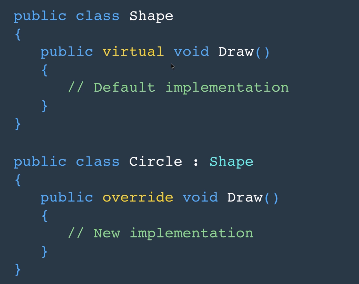 public class Shape
{
public virtual void Draw()
{
// Default implementation
}
}
public class Circle : Shape
{
public override void Draw()
{
// New implementation
}
}